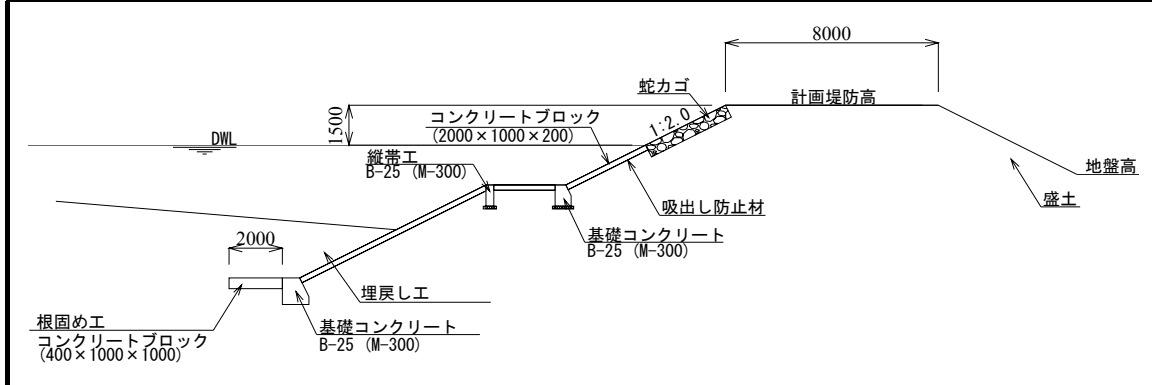 8000
蛇カゴ
計画堤防高
1500
コンクリートブロック
(2000×1000×200)
1:2.0
DWL
縦帯工
B-25 (M-300)
地盤高
盛土
吸出し防止材
基礎コンクリート
B-25 (M-300)
2000
埋戻し工
根固め工
コンクリートブロック
(400×1000×1000)
基礎コンクリート
B-25 (M-300)